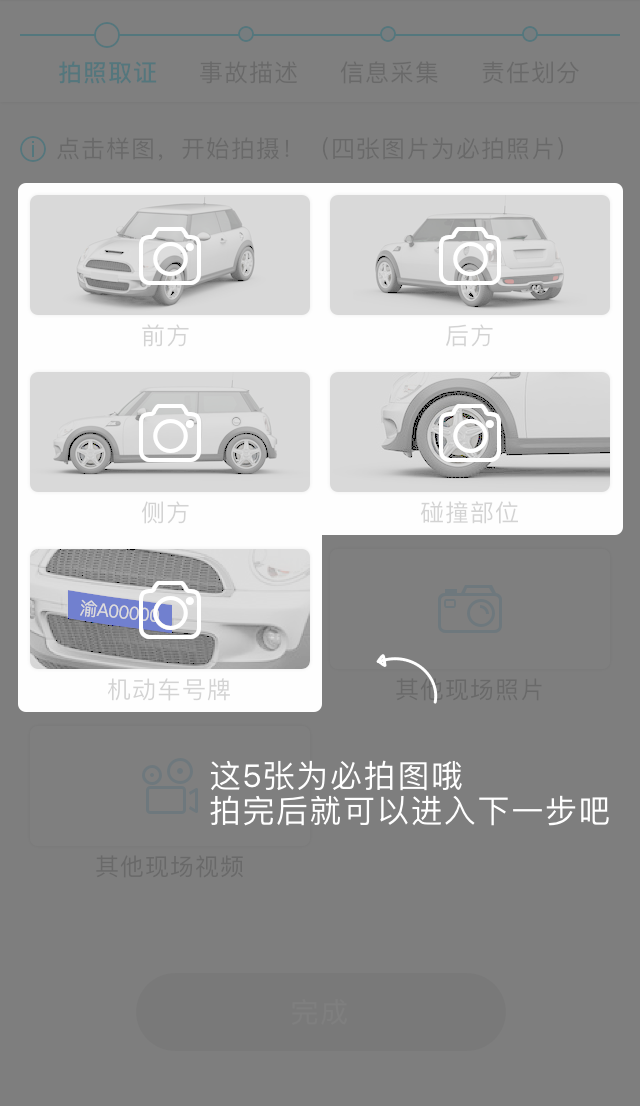 拍照取证 事故描述 信息采集 责任划分
点击样图，开始拍摄！（四张图片为必拍照片）
前方 后方
侧方 碰撞部位
渝A00000
机动车号牌 其他现场照片
这5张为必拍图哦
拍完后就可以进入下一步吧
其他现场视频
完成